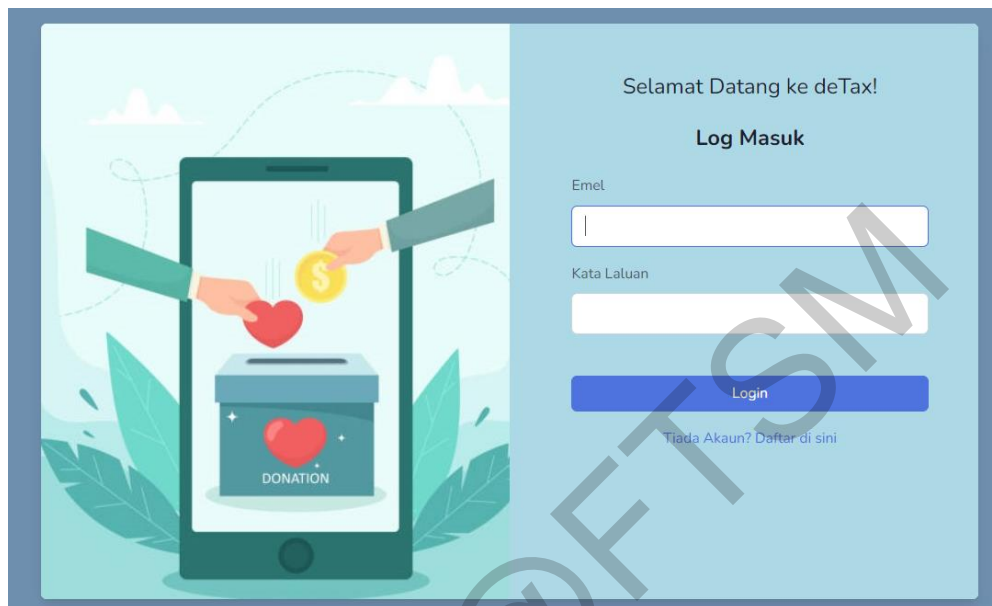 Selamat Datang ke deTax!
Log Masuk
Emel
Kata Laluan
Login
Tiada Akaun? Daftar di sini
$
DONATION
@FTSM